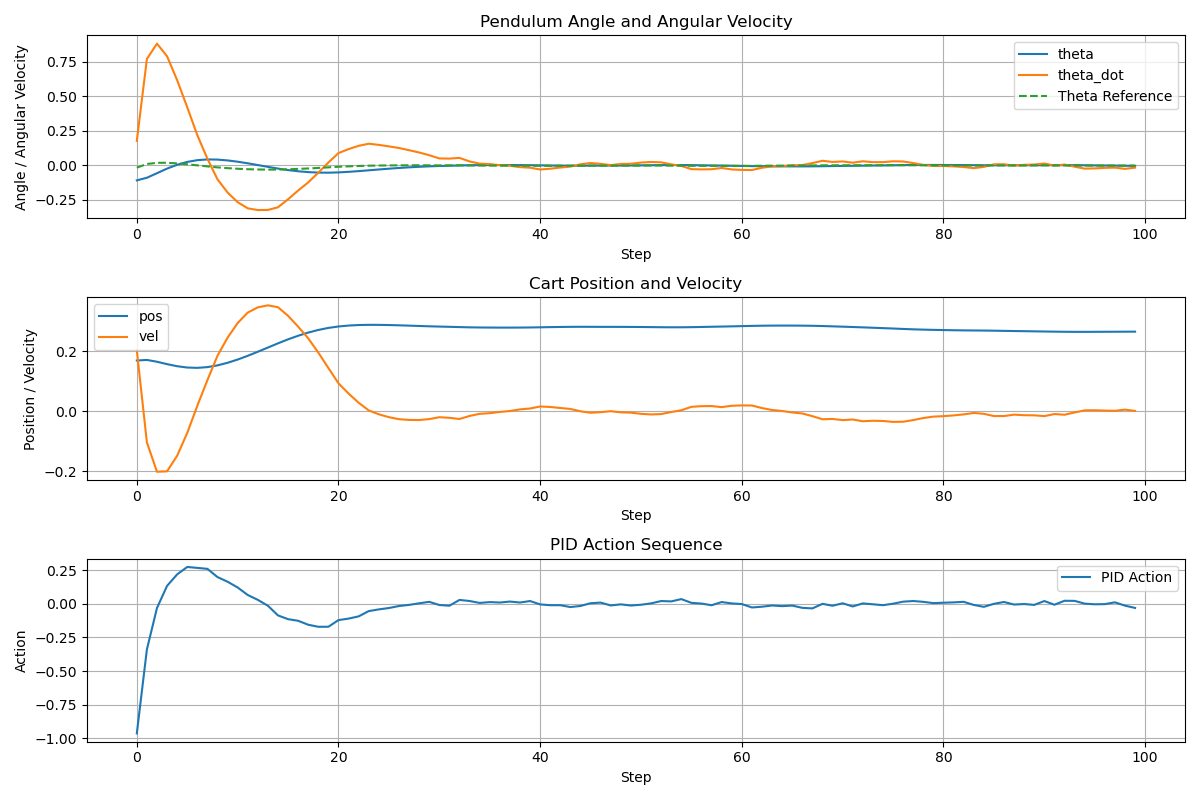 Pendulum Angle and Angular Velocity
Angle / Angular Velocity
0.75
0.50
0.25
0.00
−0.25
theta
theta_dot
Theta Reference
0 20 40 60 80 100
Step
Cart Position and Velocity
Position / Velocity
0.2
0.0
−0.2
pos
vel
0 20 40 60 80 100
Step
PID Action Sequence
Action
0.25
0.00
−0.25
−0.50
−0.75
−1.00
PID Action
0 20 40 60 80 100
Step